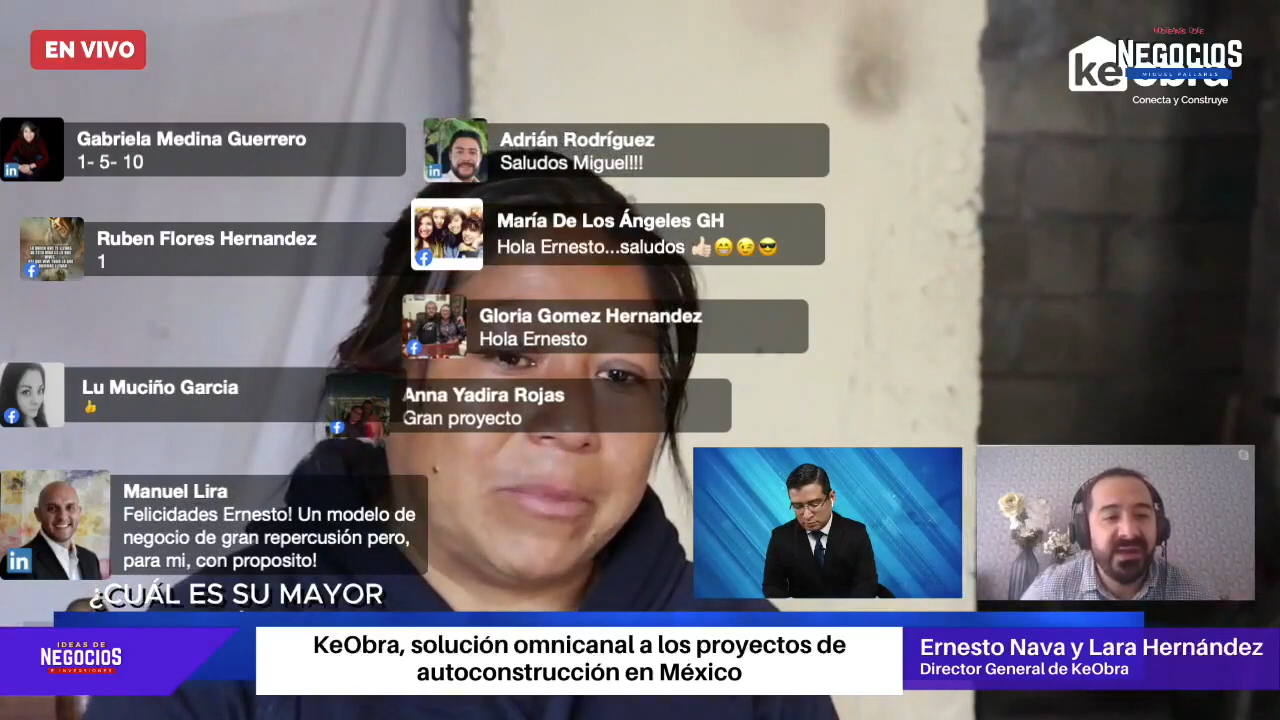 EN VIVO
NEGOCIOS
MIGUEL PALLARES
ke
Conecta y Construye
Gabriela Medina Guerrero
1- 5- 10
Adrián Rodríguez
Saludos Miguel!!!
Ruben Flores Hernandez
1
María De Los Ángeles GH
Hola Ernesto...saludos 👍🏻😁😉😎
Gloria Gomez Hernandez
Hola Ernesto
Lu Muciño Garcia
👍
Anna Yadira Rojas
Gran proyecto
Manuel Lira
Felicidades Ernesto! Un modelo de
negocio de gran repercusión pero,
para mi, con proposito!
¿CUÁL ES SU MAYOR
IDEAS DE
NEGOCIOS
E INVERSIONES
KeObra, solución omnicanal a los proyectos de
autoconstrucción en México
Ernesto Nava y Lara Hernández
Director General de KeObra